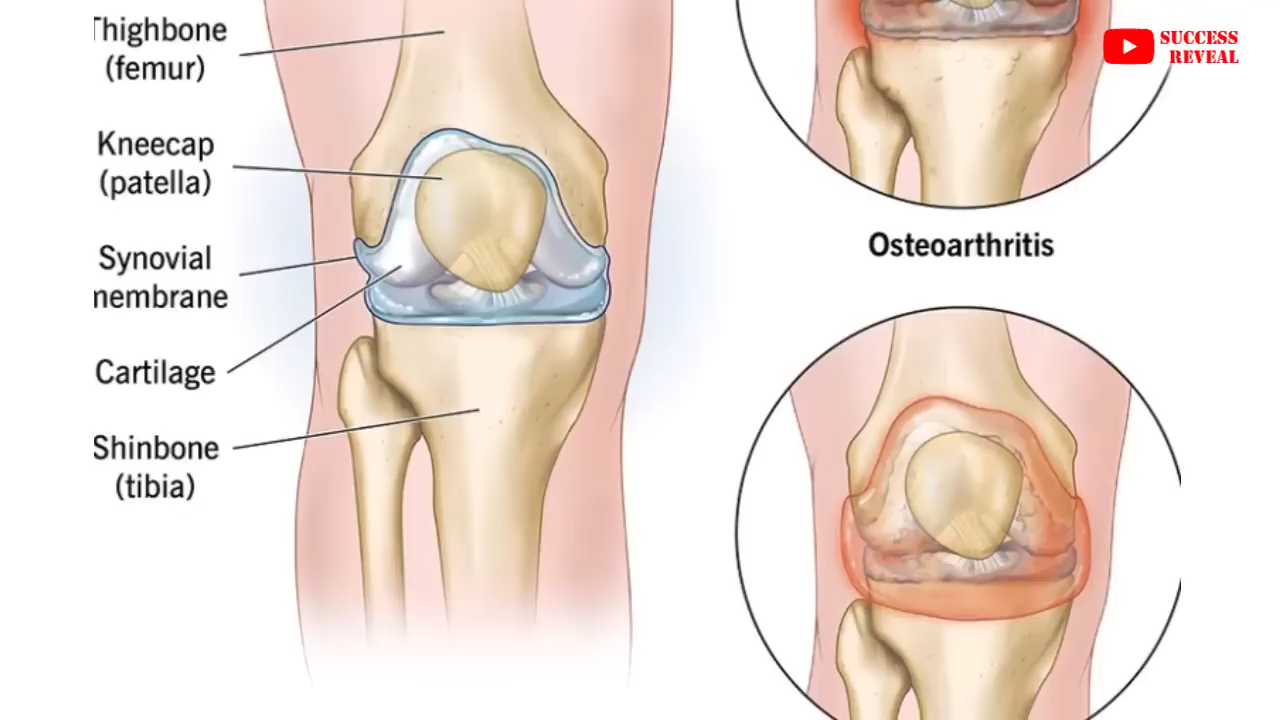 Thighbone
(femur)
Kneecap
(patella)
Synovial
membrane
Cartilage
Shinbone
(tibia)
Osteoarthritis
SUCCESS
REVEAL